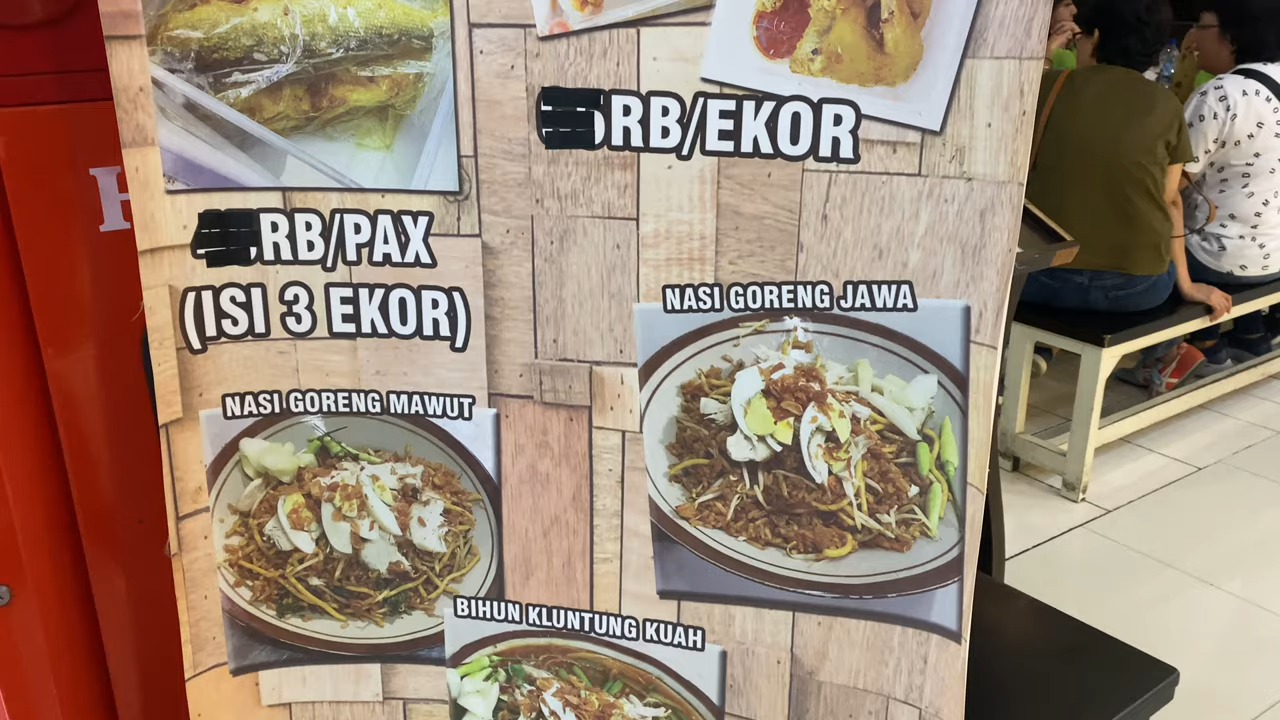 RB/EKOR
RB/PAX
(ISI 3 EKOR)
NASI GORENG JAWA
NASI GORENG MAWUT
BIHUN KLUNTUNG KUAH
H